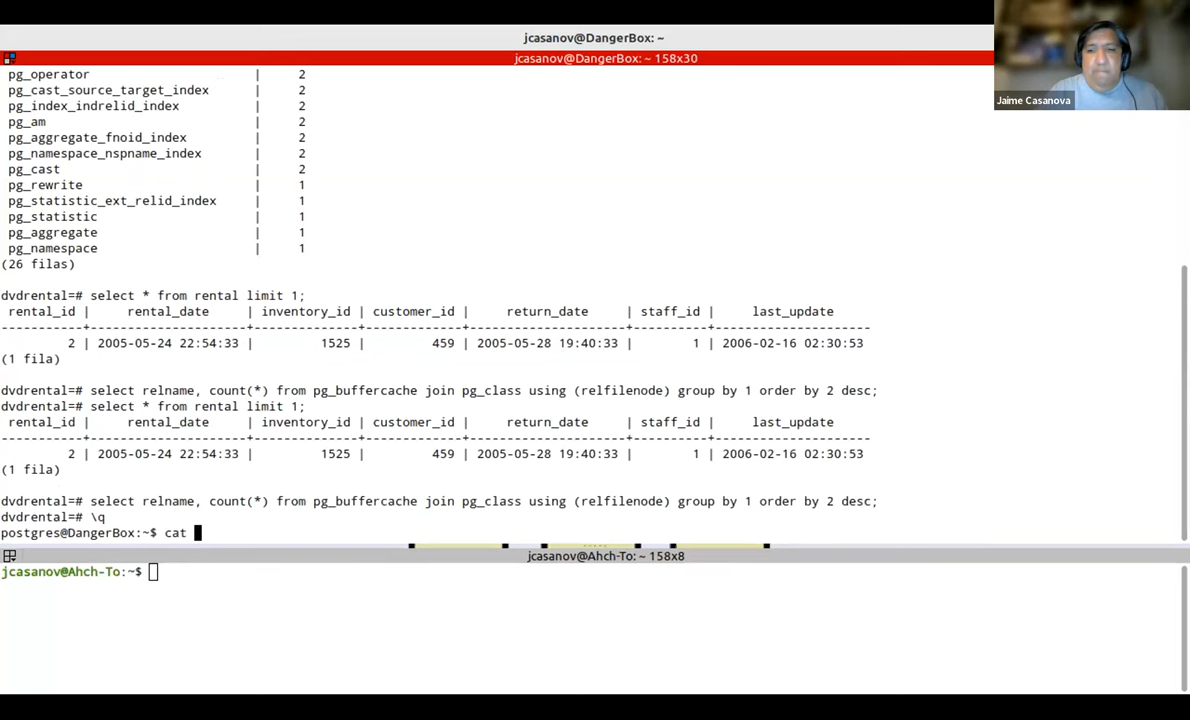 jcasanov@DangerBox: ~
jcasanov@DangerBox: ~ 158x30
Jaime Casanova
pg_operator | 2
pg_cast_source_target_index | 2
pg_index_indrelid_index | 2
pg_am | 2
pg_aggregate_fnoid_index | 2
pg_namespace_nspname_index | 2
pg_cast | 2
pg_rewrite | 1
pg_statistic_ext_relid_index | 1
pg_statistic | 1
pg_aggregate | 1
pg_namespace | 1
(26 filas)
dvdrental=# select * from rental limit 1;
rental_id | rental_date | inventory_id | customer_id | return_date | staff_id | last_update
-----------+---------------------+--------------+-------------+---------------------+----------+---------------------
2 | 2005-05-24 22:54:33 | 1525 | 459 | 2005-05-28 19:40:33 | 1 | 2006-02-16 02:30:53
(1 fila)
dvdrental=# select relname, count(*) from pg_buffercache join pg_class using (relfilenode) group by 1 order by 2 desc;
dvdrental=# select * from rental limit 1;
rental_id | rental_date | inventory_id | customer_id | return_date | staff_id | last_update
-----------+---------------------+--------------+-------------+---------------------+----------+---------------------
2 | 2005-05-24 22:54:33 | 1525 | 459 | 2005-05-28 19:40:33 | 1 | 2006-02-16 02:30:53
(1 fila)
dvdrental=# select relname, count(*) from pg_buffercache join pg_class using (relfilenode) group by 1 order by 2 desc;
dvdrental=# \q
postgres@DangerBox:~$ cat
jcasanov@Ahch-To: ~ 158x8
jcasanov@Ahch-To:~$